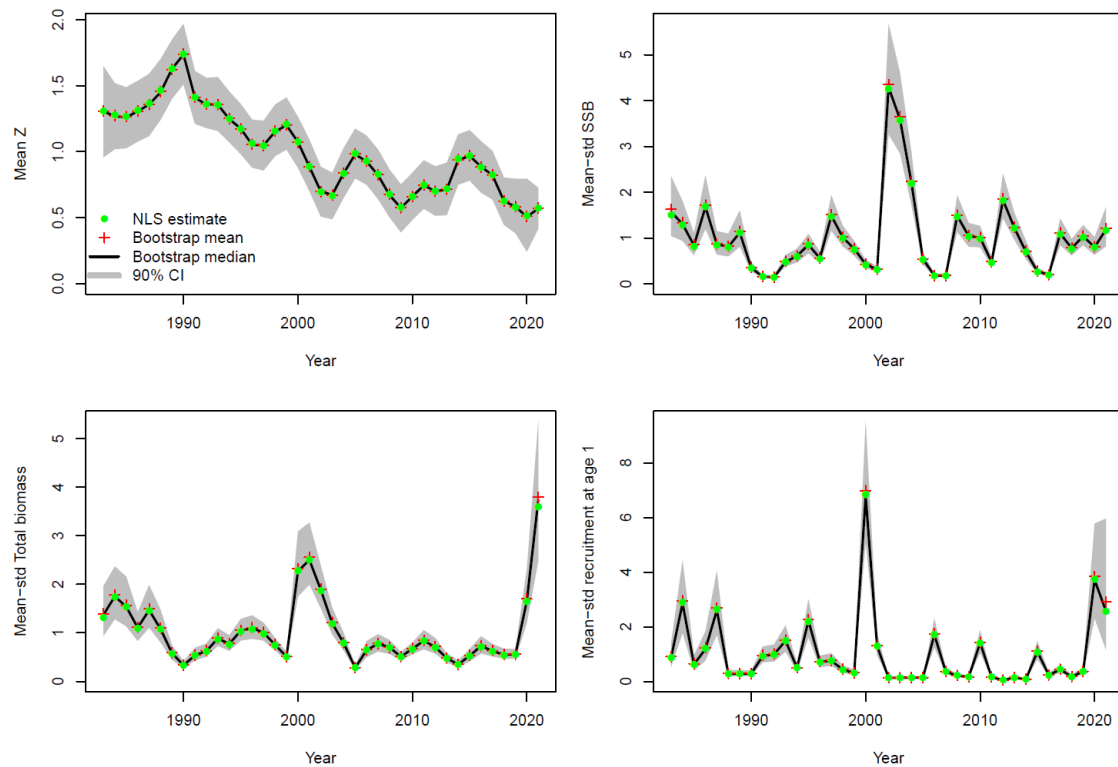 Mean Z
2.0
1.5
1.0
0.5
0.0
NLS estimate
Bootstrap mean
Bootstrap median
90% CI
1990 2000 2010 2020
Year
Mean-std SSB
5
4
3
2
1
0
1990 2000 2010 2020
Year
Mean-std Total biomass
5
4
3
2
1
0
1990 2000 2010 2020
Year
Mean-std recruitment at age 1
8
6
4
2
0
1990 2000 2010 2020
Year